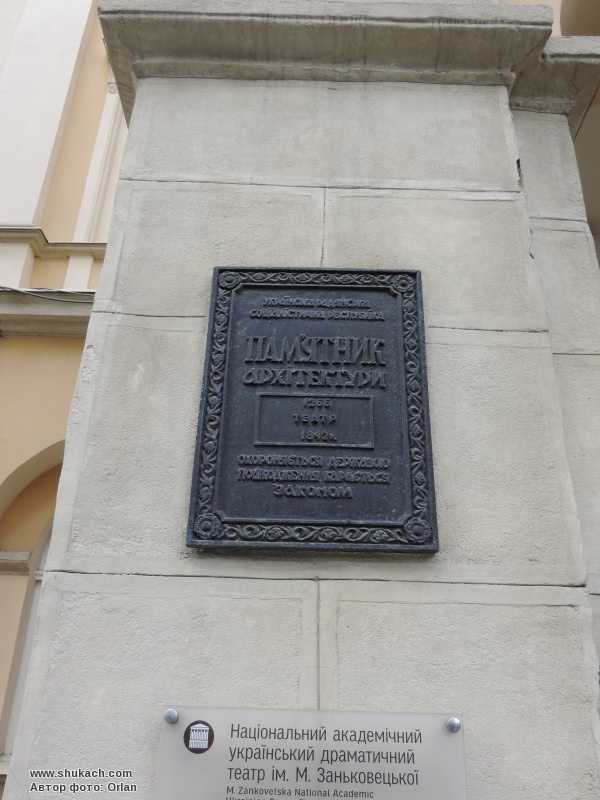 УКРАЇНСЬКА РАДЯНСЬКА
СОЦІАЛІСТИЧНА РЕСПУБЛІКА
ПАМ'ЯТНИК
АРХІТЕКТУРИ
1266
ТЕАТР
1842 р.
ОХОРОНЯЄТЬСЯ ДЕРЖАВОЮ
ПОШКОДЖЕННЯ КАРАЄТЬСЯ
ЗАКОНОМ
Національний академічний
український драматичний
театр ім. М. Заньковецької
M. Zankovetska National Academic
www.shukach.com
Автор фото: Orlan